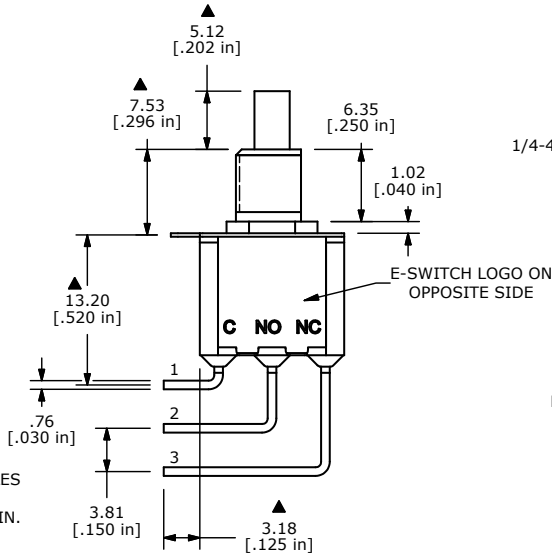 ▲
5.12
[.202 in]
▲
7.53
[.296 in]
6.35
[.250 in]
1/4-4
1.02
[.040 in]
▲
13.20
[.520 in]
E-SWITCH LOGO ON
OPPOSITE SIDE
C NO NC
1
.76
[.030 in]
2
3
ES
IN.
3.81
[.150 in]
▲
3.18
[.125 in]